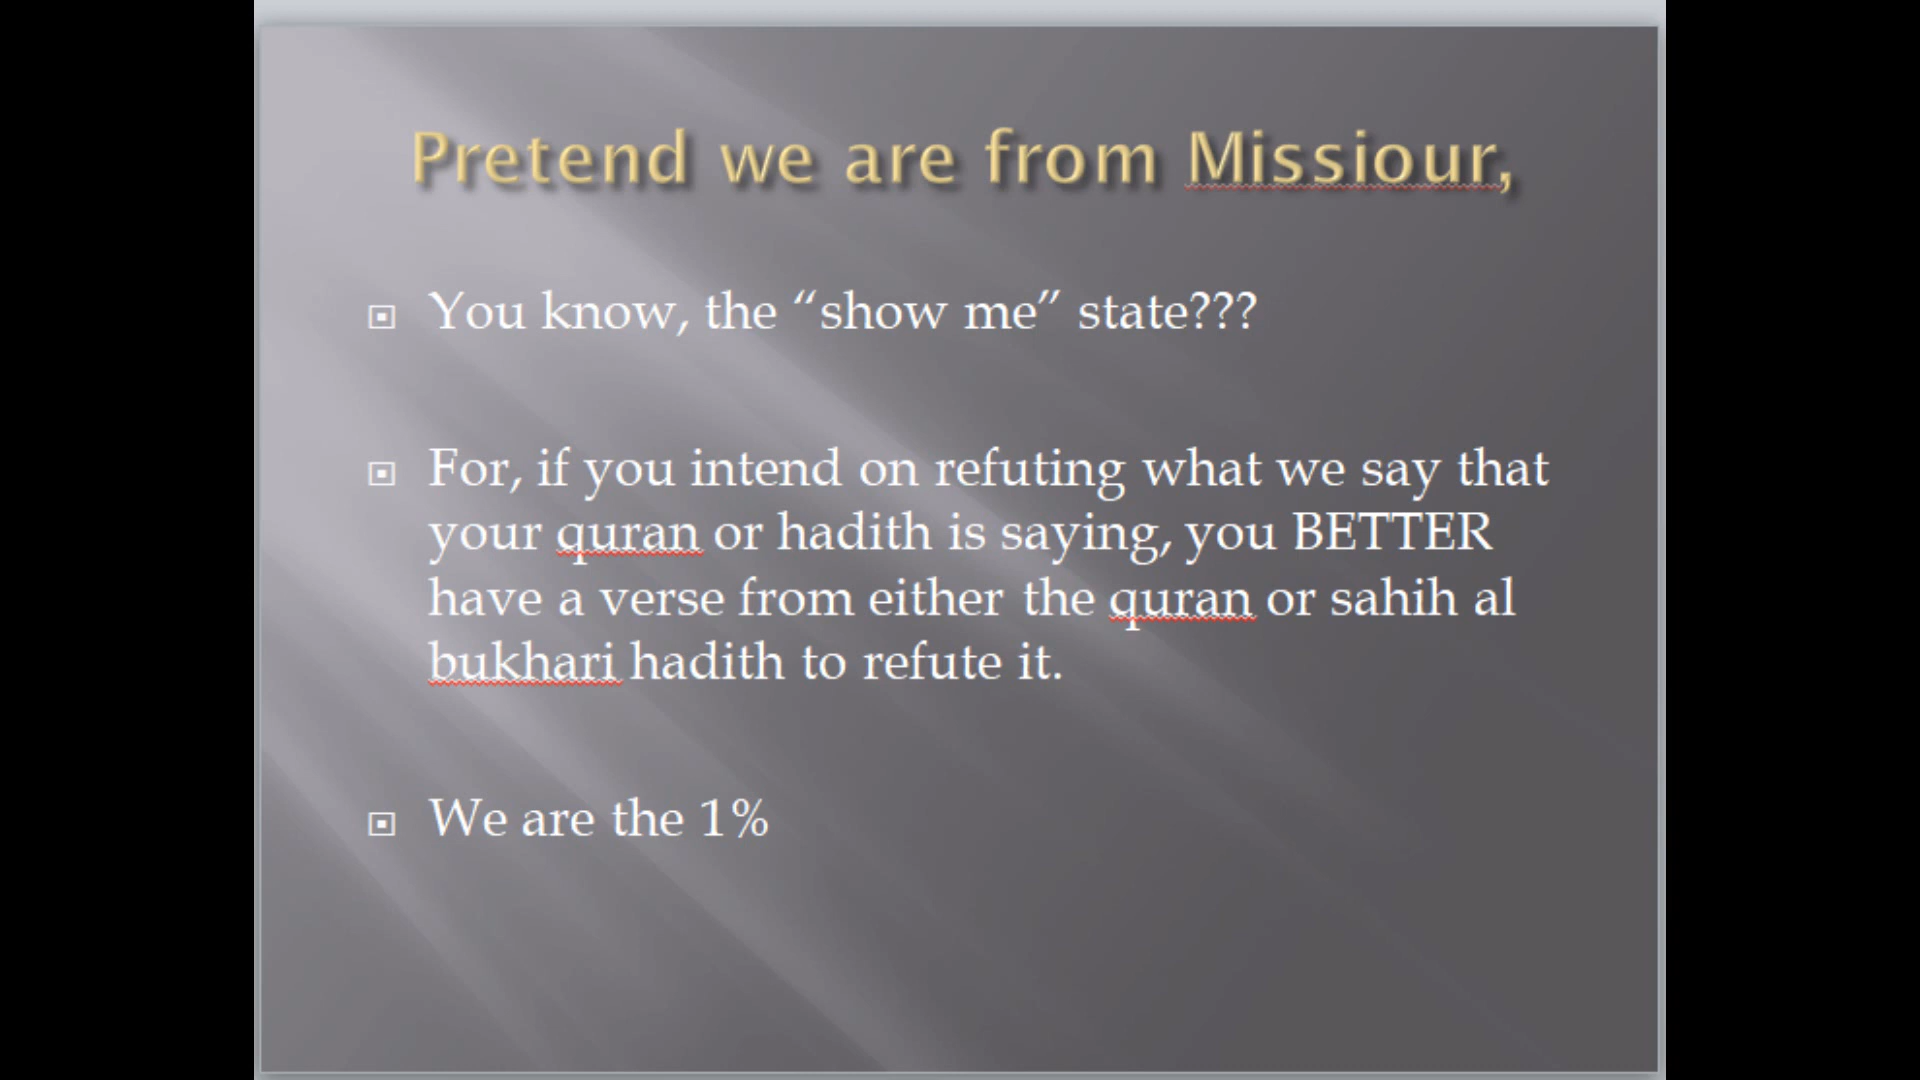 Pretend we are from Missiour,
You know, the “show me” state???
For, if you intend on refuting what we say that
your quran or hadith is saying, you BETTER
have a verse from either the quran or sahih al
bukhari hadith to refute it.
We are the 1%